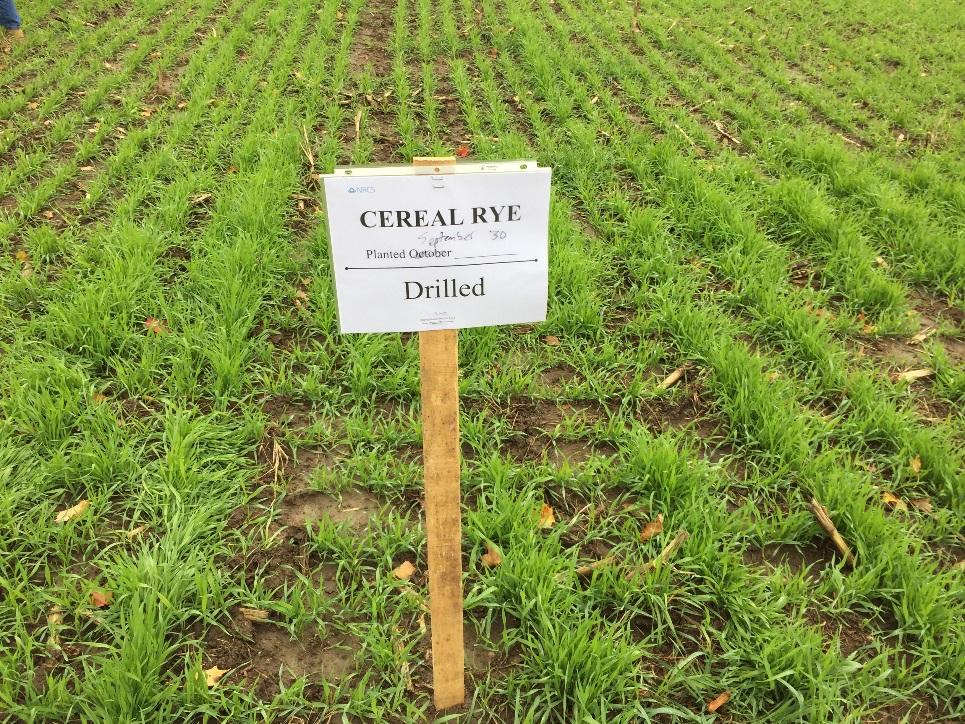 NRCS
CEREAL RYE
September '30
Planted October
Drilled